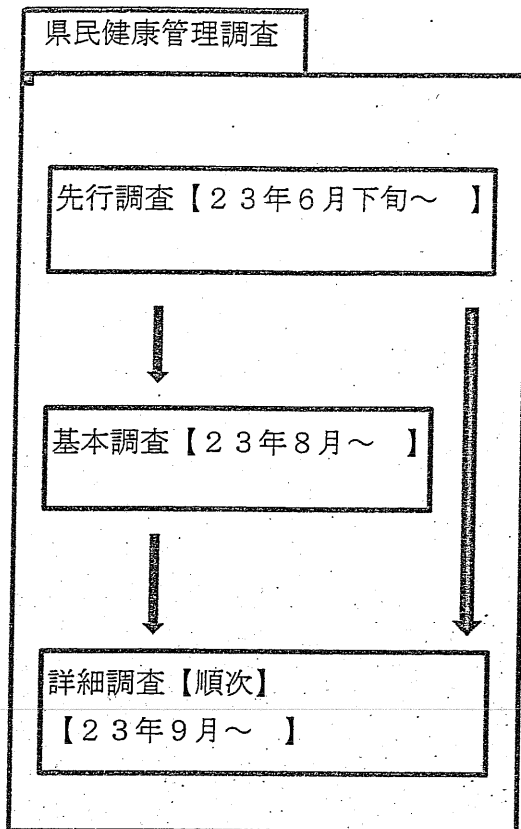 県民健康管理調査
先行調査【２３年６月下旬～　】
基本調査【２３年８月～　】
詳細調査【順次】
【２３年９月～　】